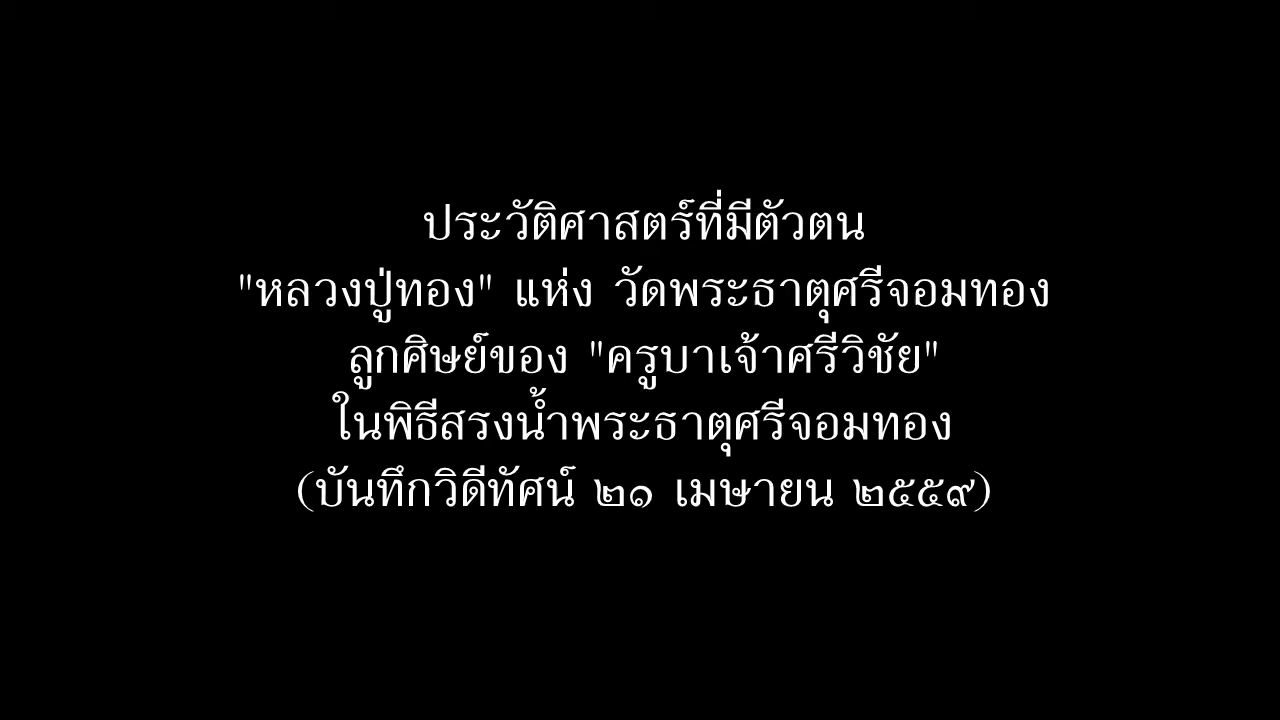 ประวัติศาสตร์ที่มีตัวตน
"หลวงปู่ทอง" แห่ง วัดพระธาตุศรีจอมทอง
ลูกศิษย์ของ "ครูบาเจ้าศรีวิชัย"
ในพิธีสรงน้ำพระธาตุศรีจอมทอง
(บันทึกวิดีทัศน์ ๒๑ เมษายน ๒๕๕๙)